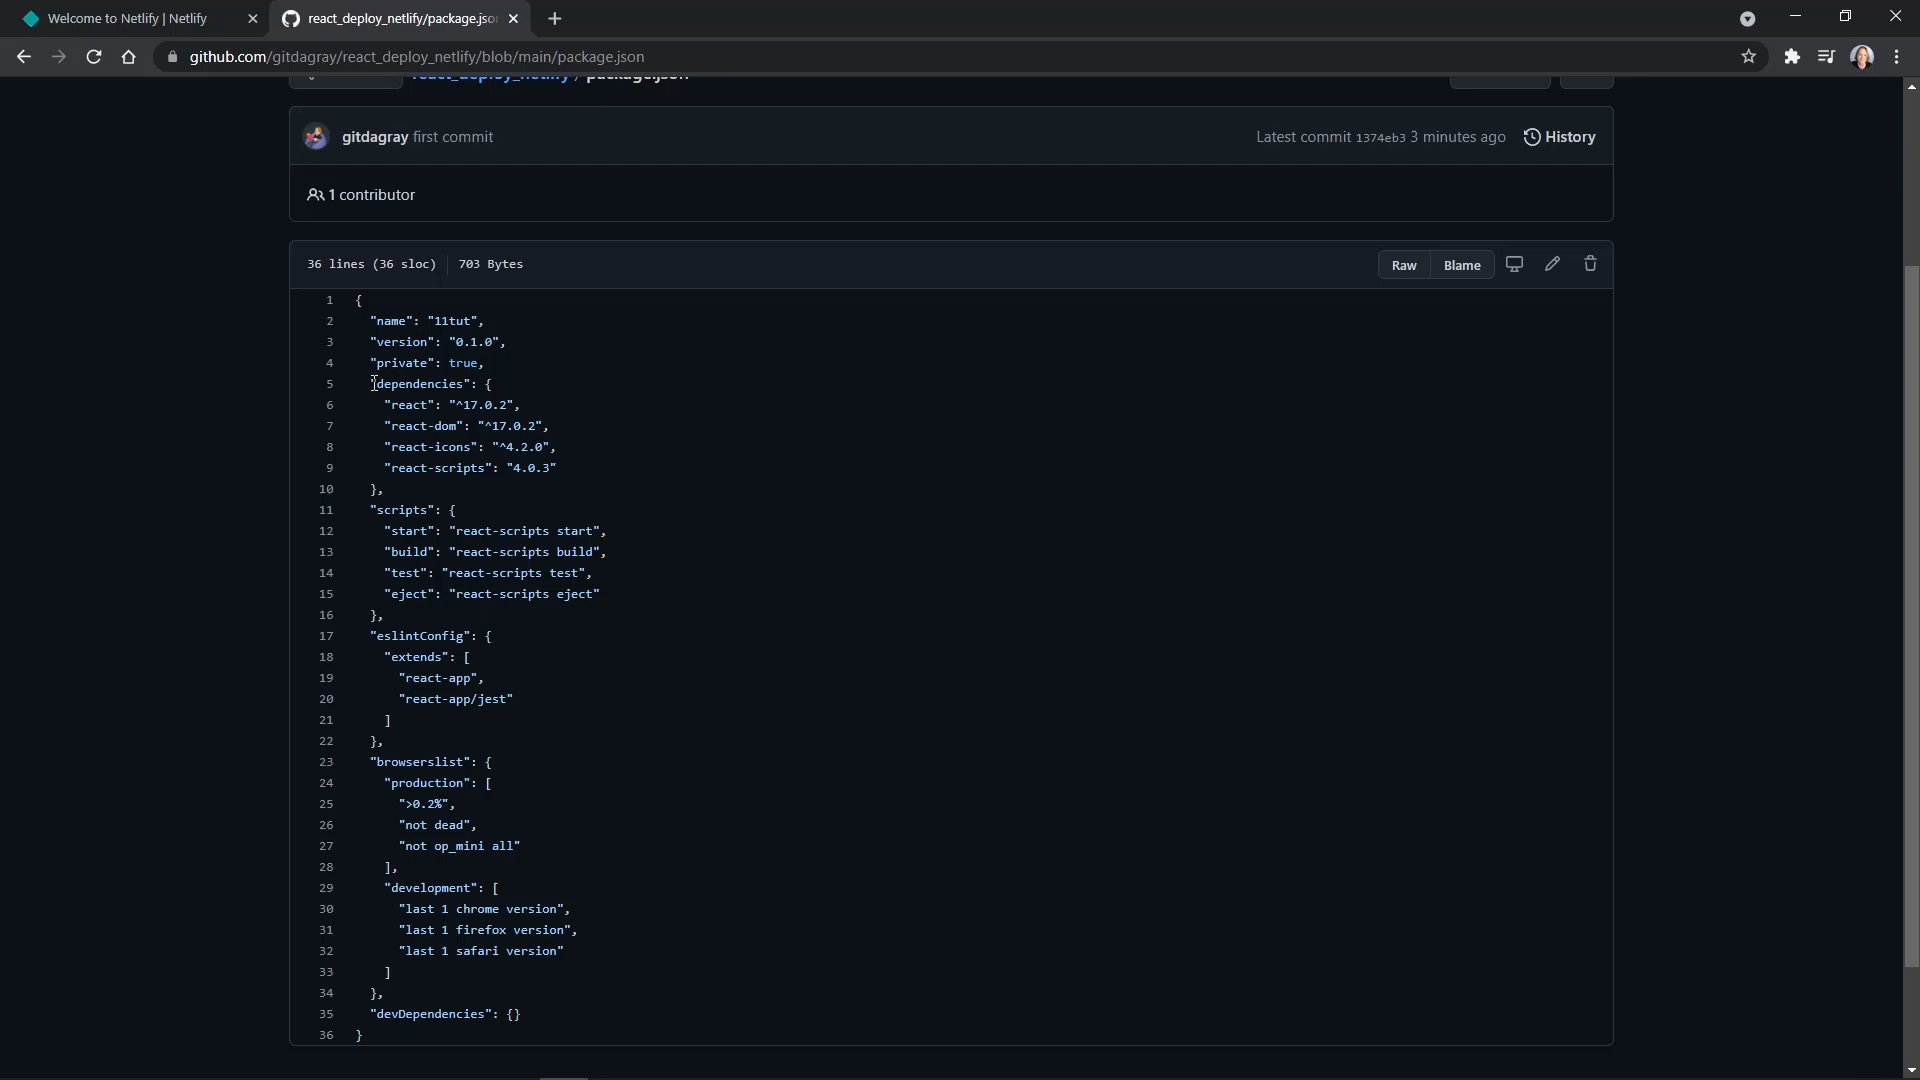 Welcome to Netlify | Netlify
react_deploy_netlify/package.jso
github.com/gitdagray/react_deploy_netlify/blob/main/package.json
react_deploy_netlify / package.json
gitdagray first commit
Latest commit 1374eb3 3 minutes ago
History
1 contributor
36 lines (36 sloc)
703 Bytes
Raw
Blame
1 {
2 "name": "11tut",
3 "version": "0.1.0",
4 "private": true,
5 "dependencies": {
6 "react": "^17.0.2",
7 "react-dom": "^17.0.2",
8 "react-icons": "^4.2.0",
9 "react-scripts": "4.0.3"
10 },
11 "scripts": {
12 "start": "react-scripts start",
13 "build": "react-scripts build",
14 "test": "react-scripts test",
15 "eject": "react-scripts eject"
16 },
17 "eslintConfig": {
18 "extends": [
19 "react-app",
20 "react-app/jest"
21 ]
22 },
23 "browserslist": {
24 "production": [
25 ">0.2%",
26 "not dead",
27 "not op_mini all"
28 ],
29 "development": [
30 "last 1 chrome version",
31 "last 1 firefox version",
32 "last 1 safari version"
33 ]
34 },
35 "devDependencies": {}
36 }